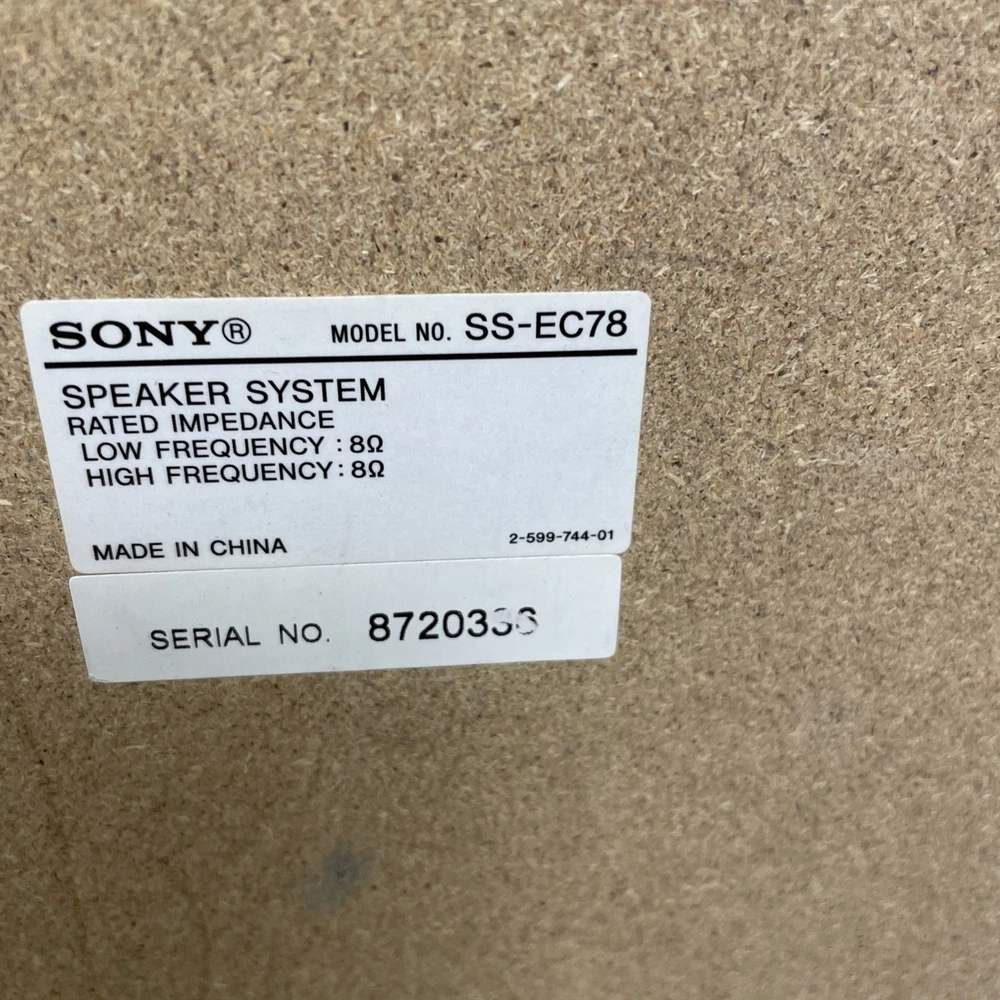 SONY® MODEL NO. SS-EC78
SPEAKER SYSTEM
RATED IMPEDANCE
LOW FREQUENCY : 8Ω
HIGH FREQUENCY : 8Ω
MADE IN CHINA 2-599-744-01
SERIAL NO. 8720336